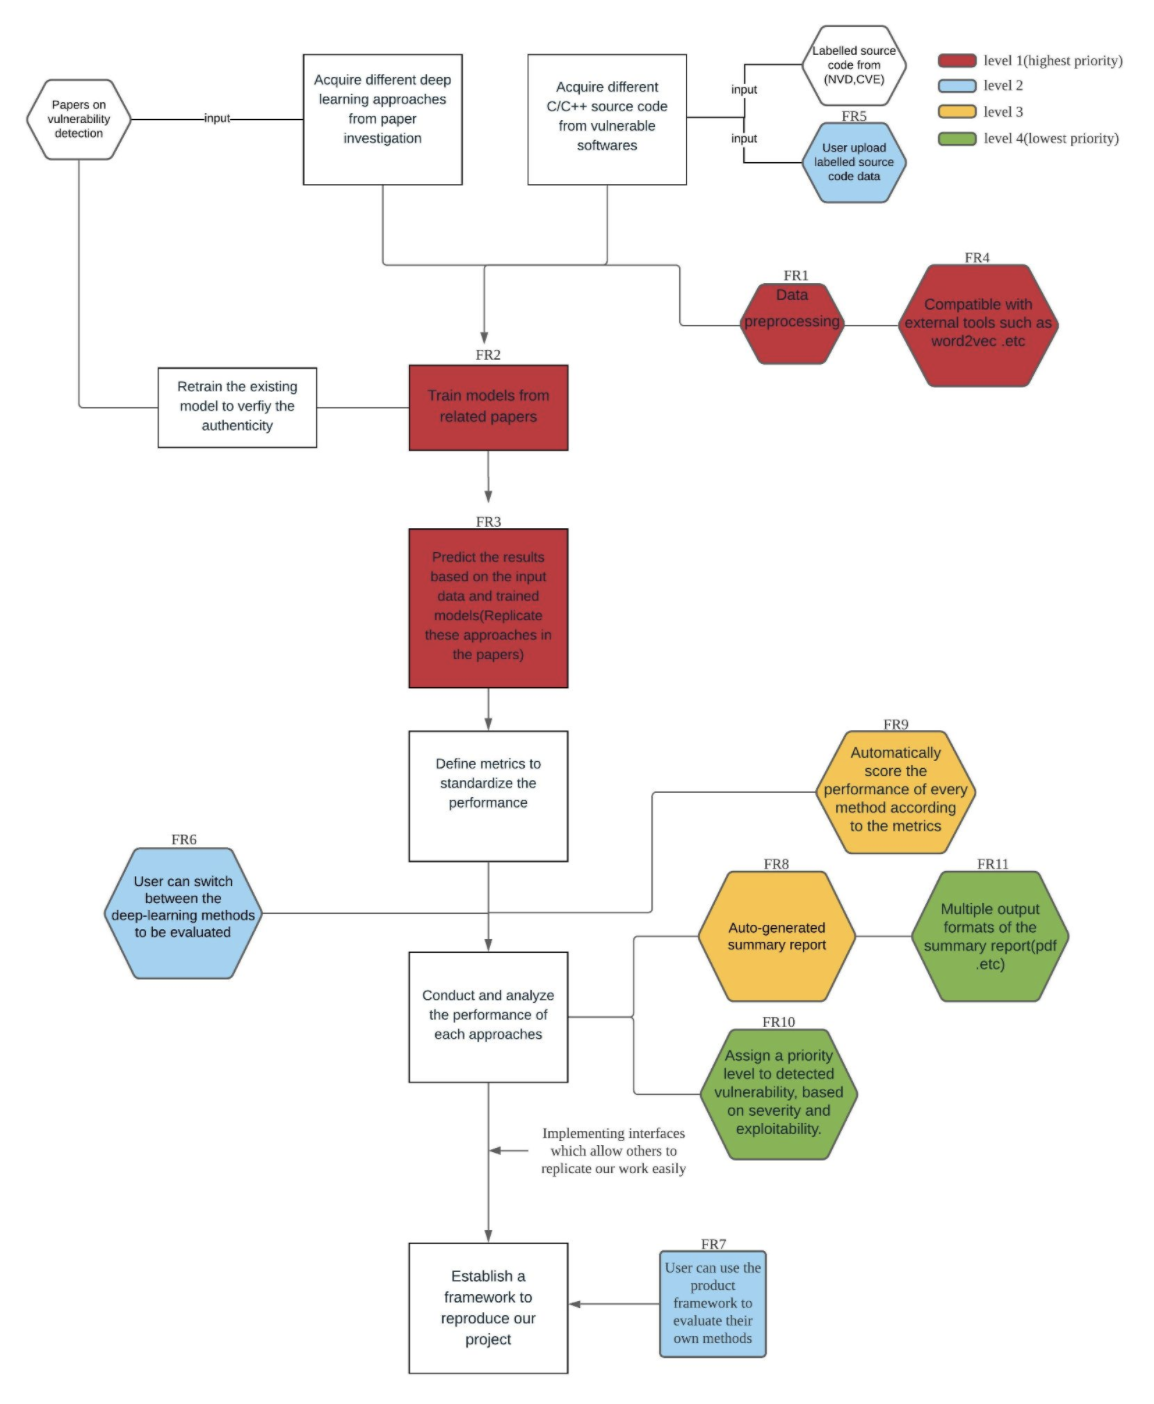 Papers on
vulnerability
detection
input
Acquire different deep
learning approaches
from paper
investigation
Acquire different
C/C++ source code
from vulnerable
softwares
input
input
Labelled source
code from
(NVD,CVE)
FR5
User upload
labelled source
code data
level 1(highest priority)
level 2
level 3
level 4(lowest priority)
FR1
Data
preprocessing
FR4
Compatible with
external tools such as
word2vec .etc
FR2
Train models from
related papers
Retrain the existing
model to verfiy the
authenticity
FR3
Predict the results
based on the input
data and trained
models(Replicate
these approaches in
the papers)
Define metrics to
standardize the
performance
FR9
Automatically
score the
performance of every
method according
to the metrics
FR6
User can switch
between the
deep-learning methods
to be evaluated
FR8
Auto-generated
summary report
FR11
Multiple output
formats of the
summary report(pdf
.etc)
Conduct and analyze
the performance of
each approaches
FR10
Assign a priority
level to detected
vulnerability, based
on severity and
exploitability.
Implementing interfaces
which allow others to
replicate our work easily
Establish a
framework to
reproduce our
project
FR7
User can use the
product
framework to
evaluate their
own methods